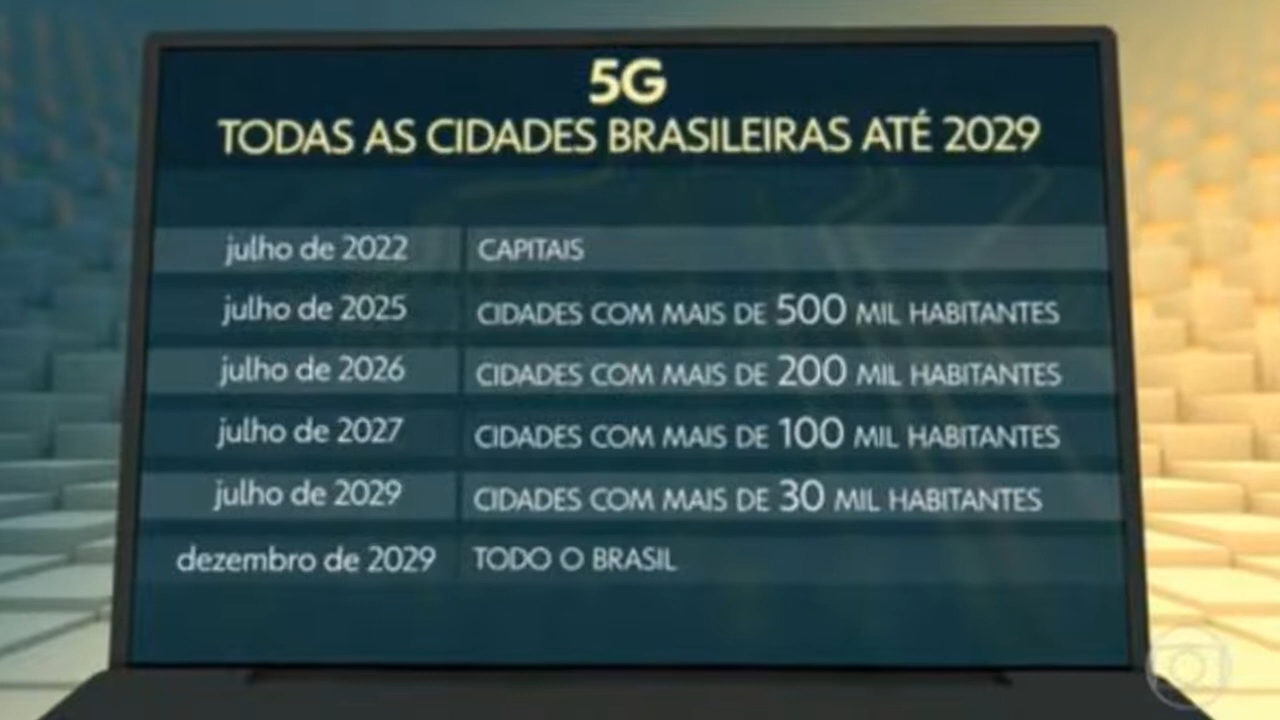 5G
TODAS AS CIDADES BRASILEIRAS ATÉ 2029
julho de 2022 CAPITAIS
julho de 2025 CIDADES COM MAIS DE 500 MIL HABITANTES
julho de 2026 CIDADES COM MAIS DE 200 MIL HABITANTES
julho de 2027 CIDADES COM MAIS DE 100 MIL HABITANTES
julho de 2029 CIDADES COM MAIS DE 30 MIL HABITANTES
dezembro de 2029 TODO O BRASIL